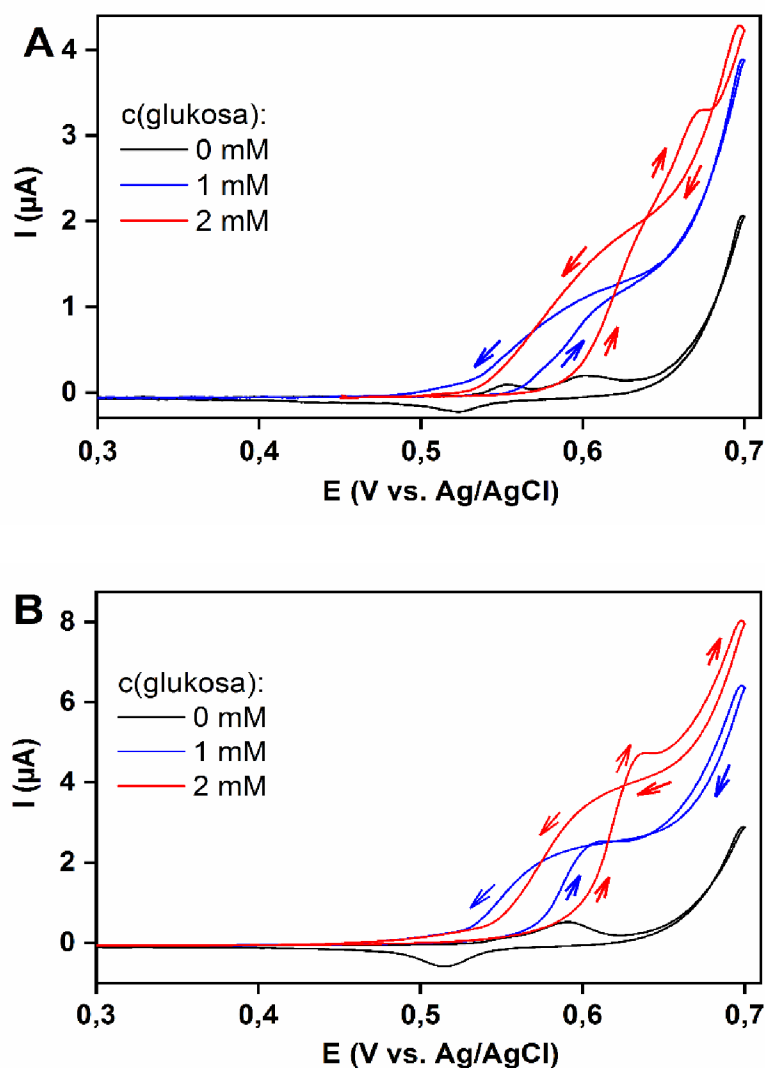 A
c(glukosa):
0 mM
1 mM
2 mM
I (µA)
4
3
2
1
0
0,3 0,4 0,5 0,6 0,7
E (V vs. Ag/AgCl)
B
c(glukosa):
0 mM
1 mM
2 mM
I (µA)
8
6
4
2
0
0,3 0,4 0,5 0,6 0,7
E (V vs. Ag/AgCl)